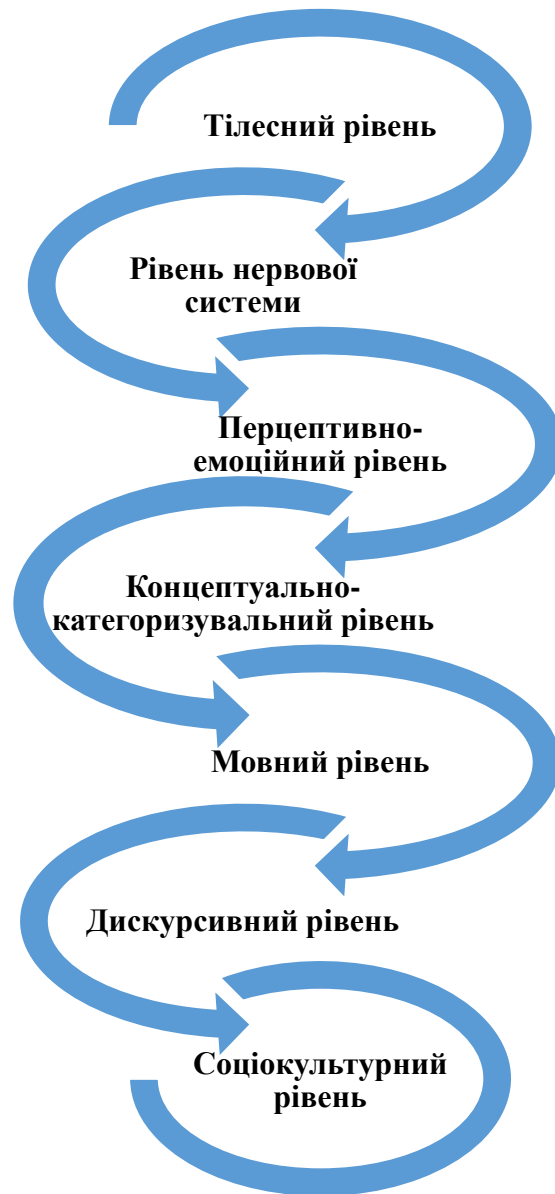 Тілесний рівень
Рівень нервової
системи
Перцептивно-
емоційний рівень
Концептуально-
категоризувальний рівень
Мовний рівень
Дискурсивний рівень
Соціокультурний
рівень